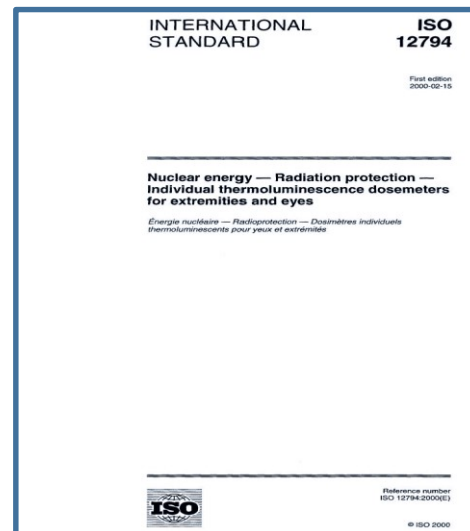 INTERNATIONAL
STANDARD
ISO
12794
First edition
2000-02-15
Nuclear energy — Radiation protection —
Individual thermoluminescence dosemeters
for extremities and eyes
Énergie nucléaire — Radioprotection — Dosimètres individuels
thermoluminescents pour yeux et extrémités
ISO
Reference number
ISO 12794:2000(E)
© ISO 2000